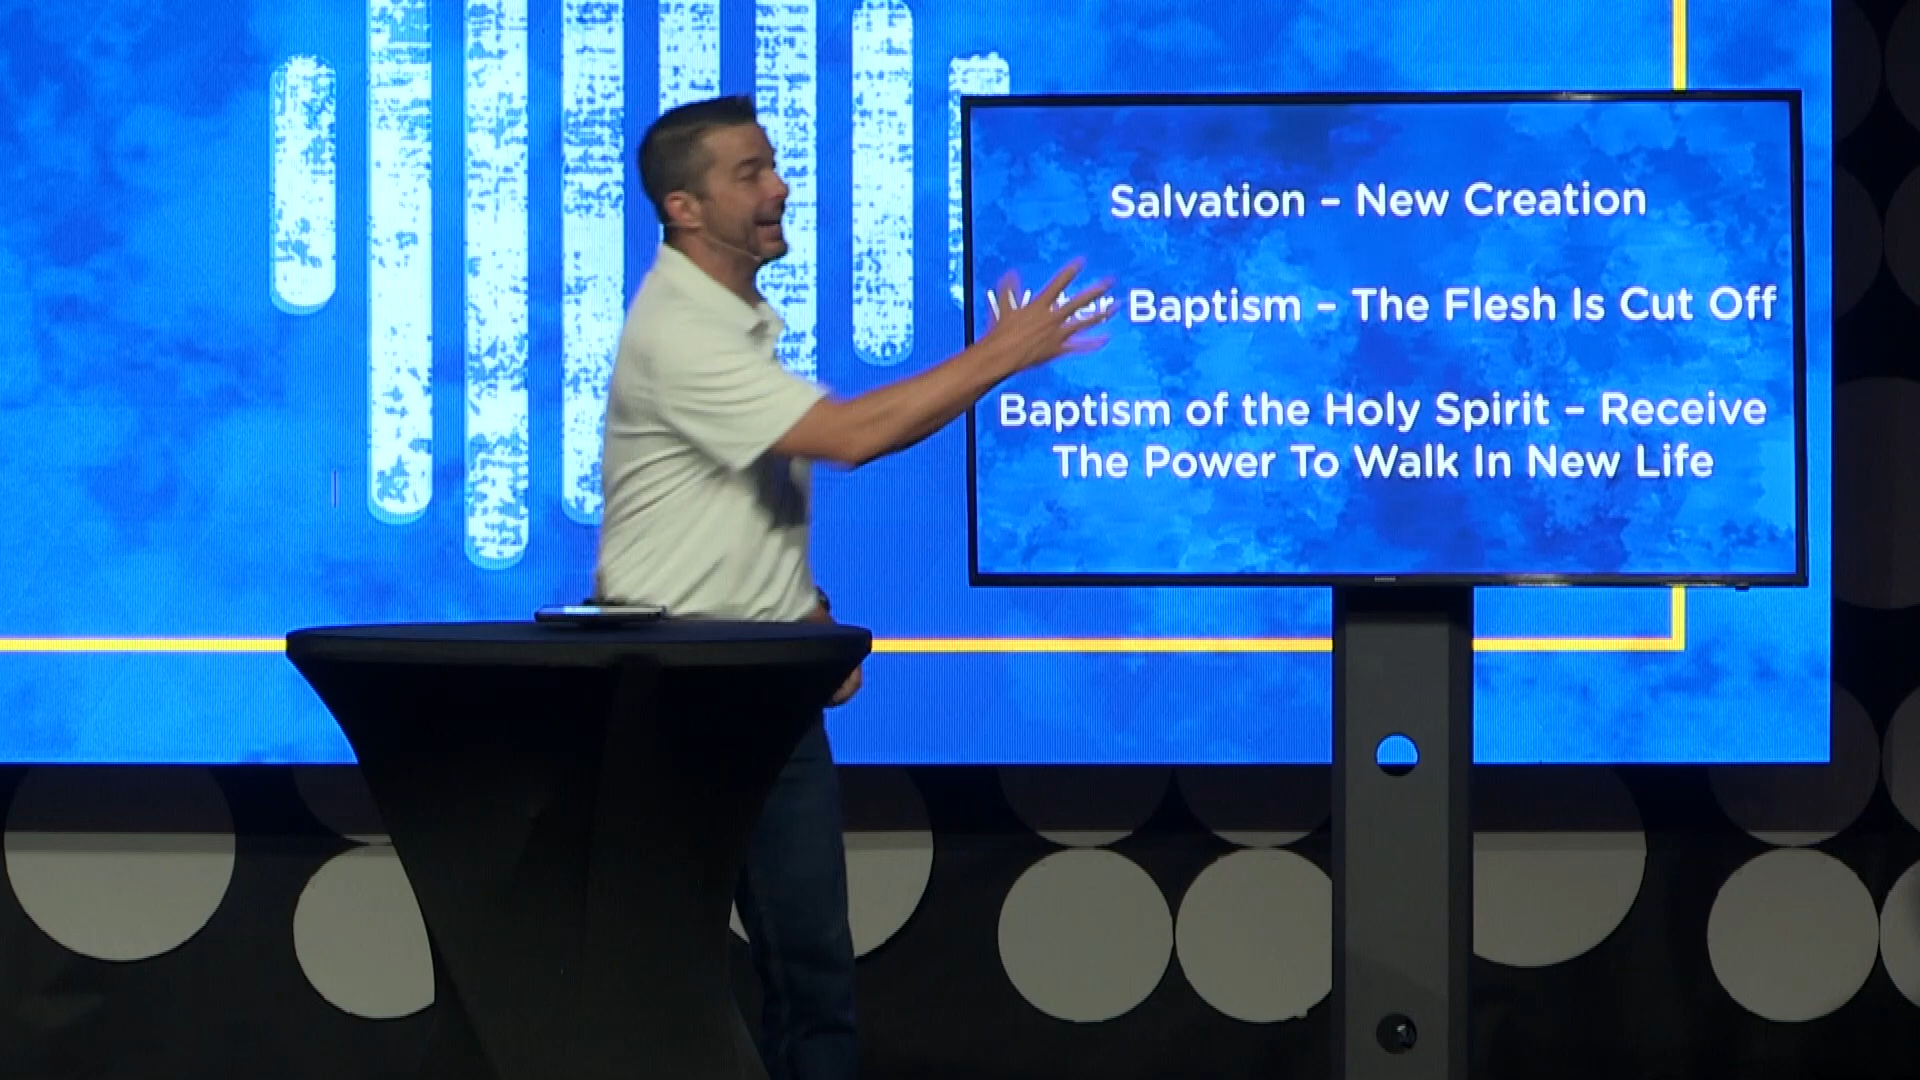 Salvation – New Creation
Water Baptism – The Flesh Is Cut Off
Baptism of the Holy Spirit – Receive
The Power To Walk In New Life